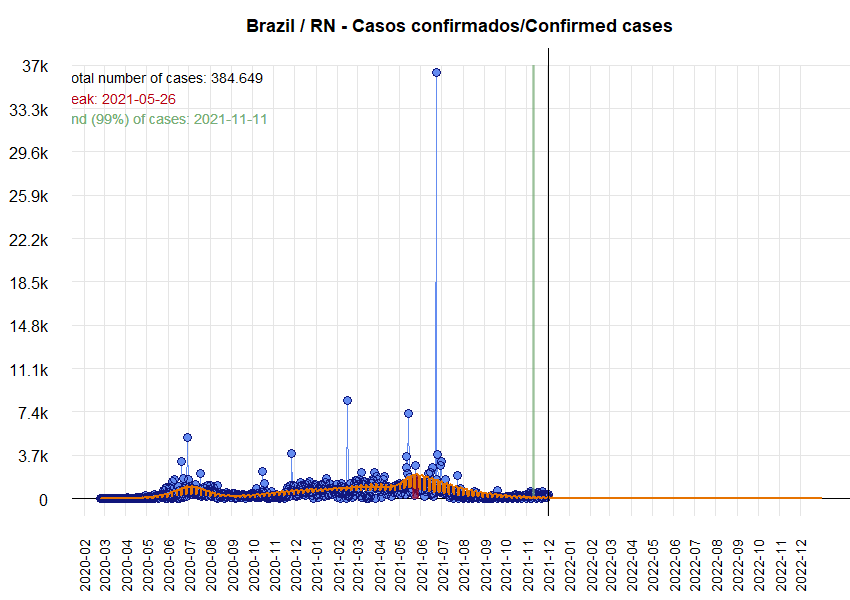 Brazil / RN - Casos confirmados/Confirmed cases
37k
otal number of cases: 384.649
eak: 2021-05-26
33.3k
nd (99%) of cases: 2021-11-11
29.6k
25.9k
22.2k
18.5k
14.8k
11.1k
7.4k
3.7k
0
2020-02
2020-03
2020-04
2020-05
2020-06
2020-07
2020-08
2020-09
2020-10
2020-11
2020-12
2021-01
2021-02
2021-03
2021-04
2021-05
2021-06
2021-07
2021-08
2021-09
2021-10
2021-11
2021-12
2022-01
2022-02
2022-03
2022-04
2022-05
2022-06
2022-07
2022-08
2022-09
2022-10
2022-11
2022-12